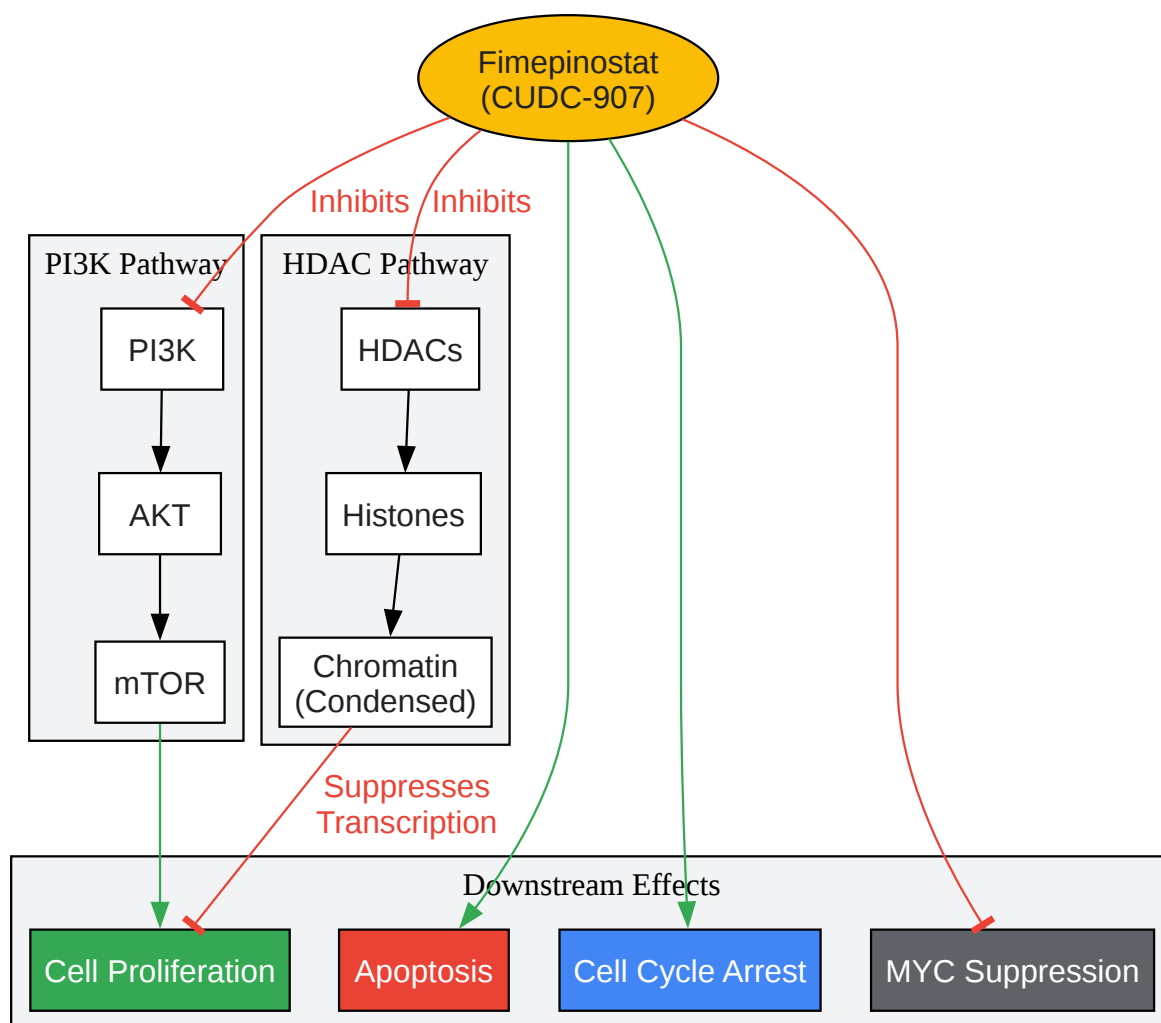 Fimepinostat
(CUDC-907)
Inhibits
Inhibits
PI3K Pathway
HDAC Pathway
PI3K
HDACs
AKT
Histones
mTOR
Chromatin
(Condensed)
Suppresses
Transcription
Downstream Effects
Cell Proliferation
Apoptosis
Cell Cycle Arrest
MYC Suppression